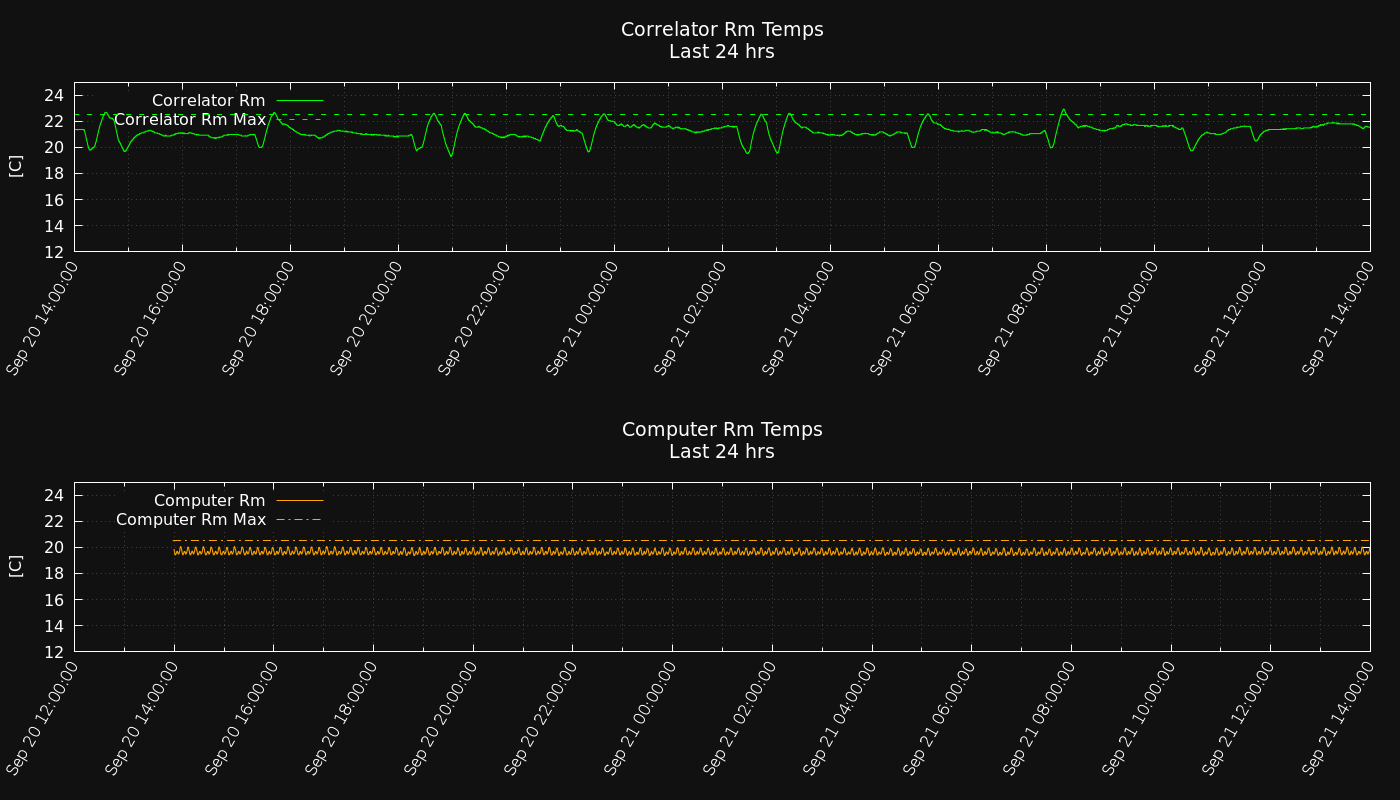 Correlator Rm Temps
Last 24 hrs
Correlator Rm
Correlator Rm Max
24
22
20
18
16
14
12
[C]
Sep 20 14:00:00
Sep 20 16:00:00
Sep 20 18:00:00
Sep 20 20:00:00
Sep 20 22:00:00
Sep 21 00:00:00
Sep 21 02:00:00
Sep 21 04:00:00
Sep 21 06:00:00
Sep 21 08:00:00
Sep 21 10:00:00
Sep 21 12:00:00
Sep 21 14:00:00
Computer Rm Temps
Last 24 hrs
Computer Rm
Computer Rm Max
24
22
20
18
16
14
12
[C]
Sep 20 12:00:00
Sep 20 14:00:00
Sep 20 16:00:00
Sep 20 18:00:00
Sep 20 20:00:00
Sep 20 22:00:00
Sep 21 00:00:00
Sep 21 02:00:00
Sep 21 04:00:00
Sep 21 06:00:00
Sep 21 08:00:00
Sep 21 10:00:00
Sep 21 12:00:00
Sep 21 14:00:00